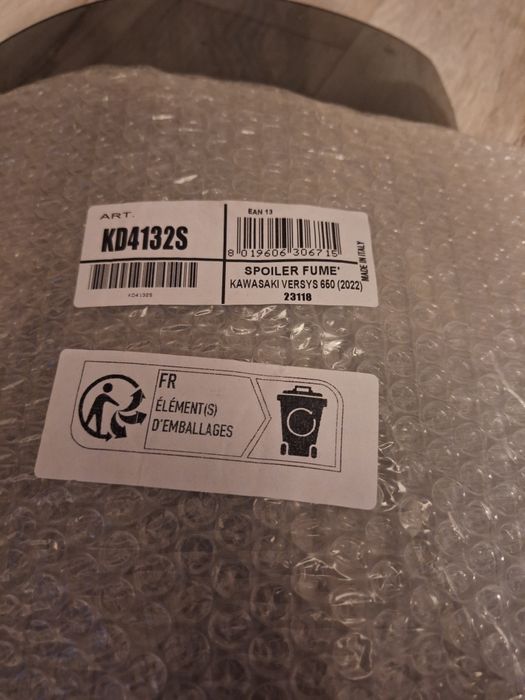 ART.
KD4132S
KD4132S
EAN 13
8 019606 306715
SPOILER FUME'
KAWASAKI VERSYS 650 (2022)
23118
MADE IN ITALY
FR
ÉLÉMENT(S)
D'EMBALLAGES